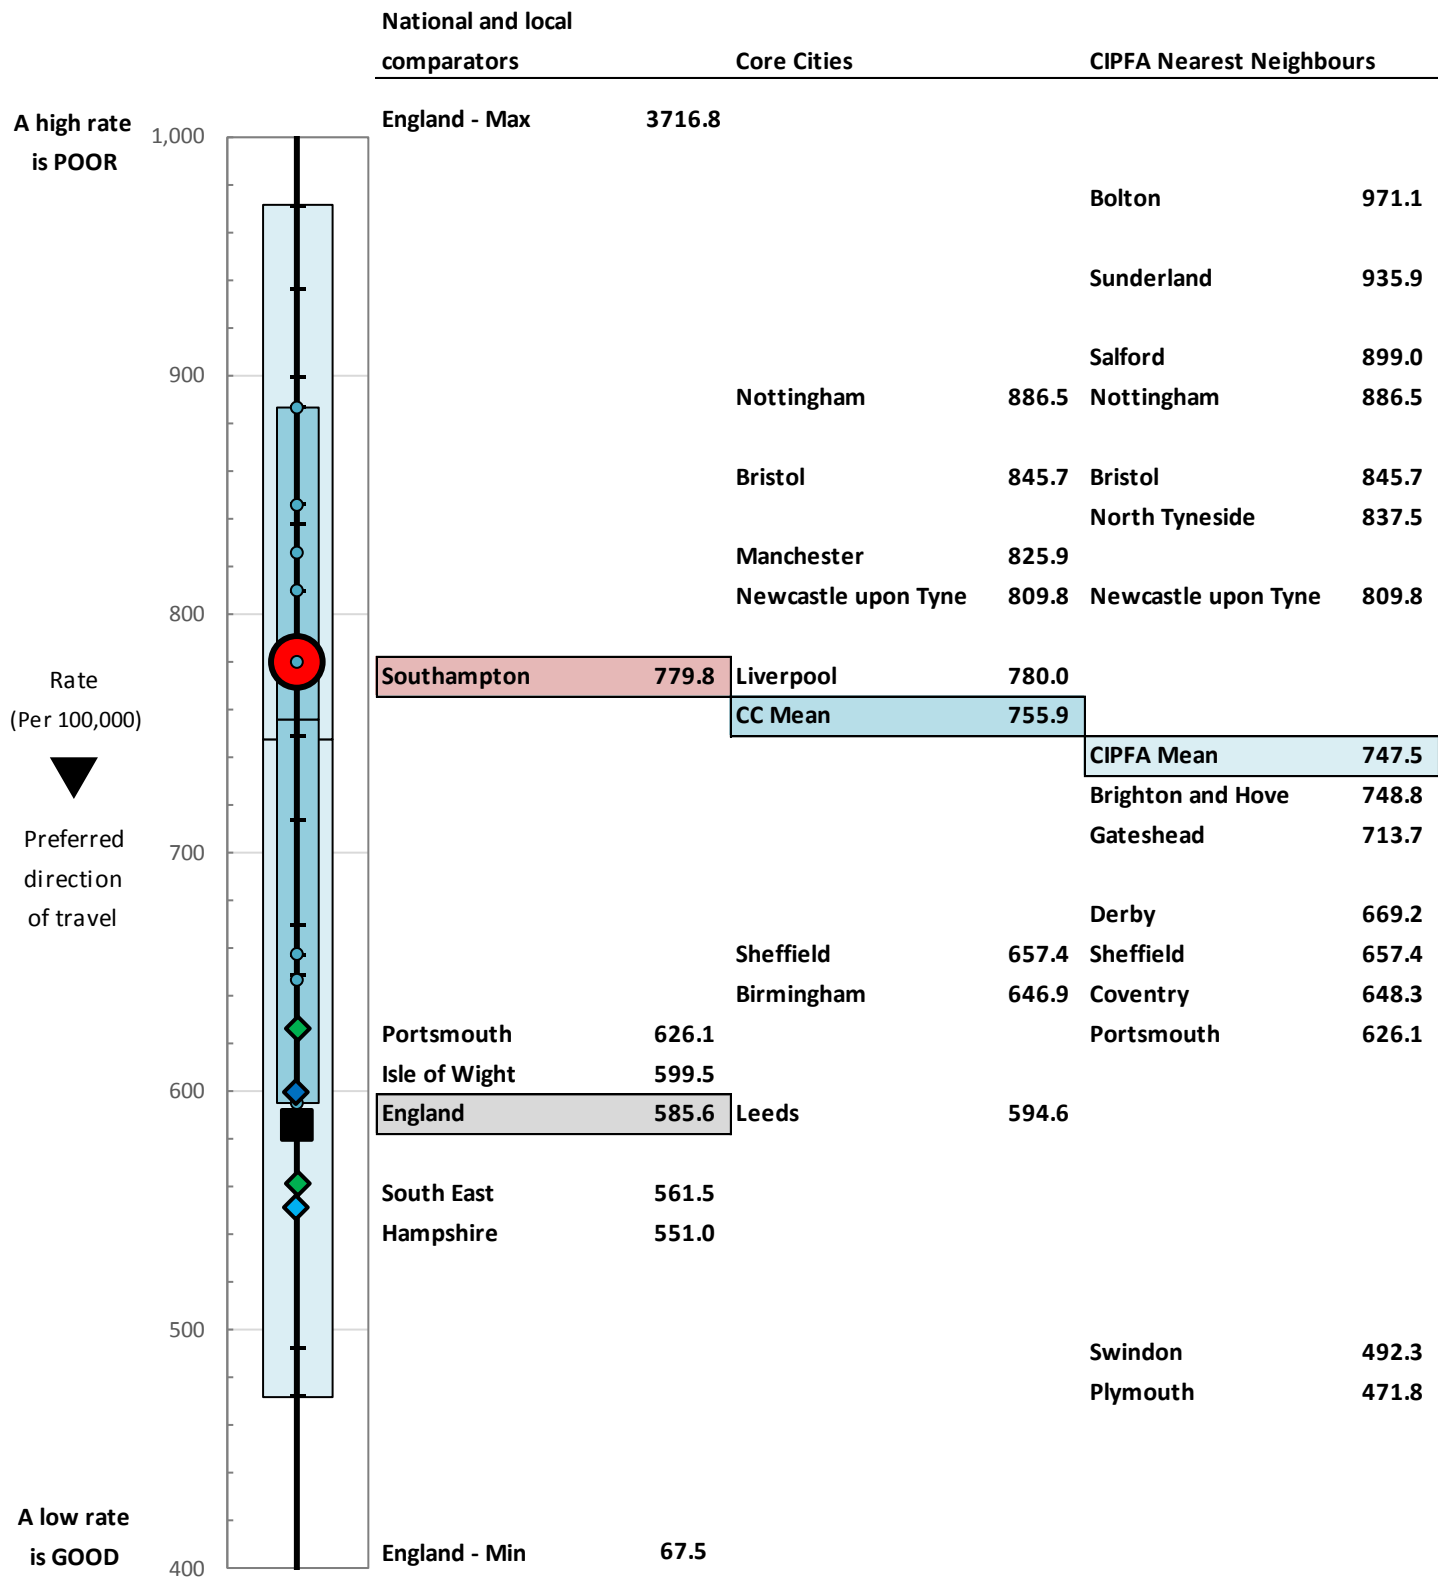 National and local
comparators Core Cities CIPFA Nearest Neighbours
England - Max 3716.8
A high rate
is POOR
1,000
Bolton 971.1
Sunderland 935.9
Salford 899.0
900
Nottingham 886.5 Nottingham 886.5
Bristol 845.7 Bristol 845.7
North Tyneside 837.5
Manchester 825.9
Newcastle upon Tyne 809.8 Newcastle upon Tyne 809.8
800
Southampton 779.8 Liverpool 780.0
Rate
(Per 100,000)
CC Mean 755.9
CIPFA Mean 747.5
Brighton and Hove 748.8
Preferred
direction
of travel
Gateshead 713.7
700
Derby 669.2
Sheffield 657.4 Sheffield 657.4
Birmingham 646.9 Coventry 648.3
Portsmouth 626.1 Portsmouth 626.1
Isle of Wight 599.5
600
England 585.6 Leeds 594.6
South East 561.5
Hampshire 551.0
500
Swindon 492.3
Plymouth 471.8
A low rate
is GOOD
England - Min 67.5
400